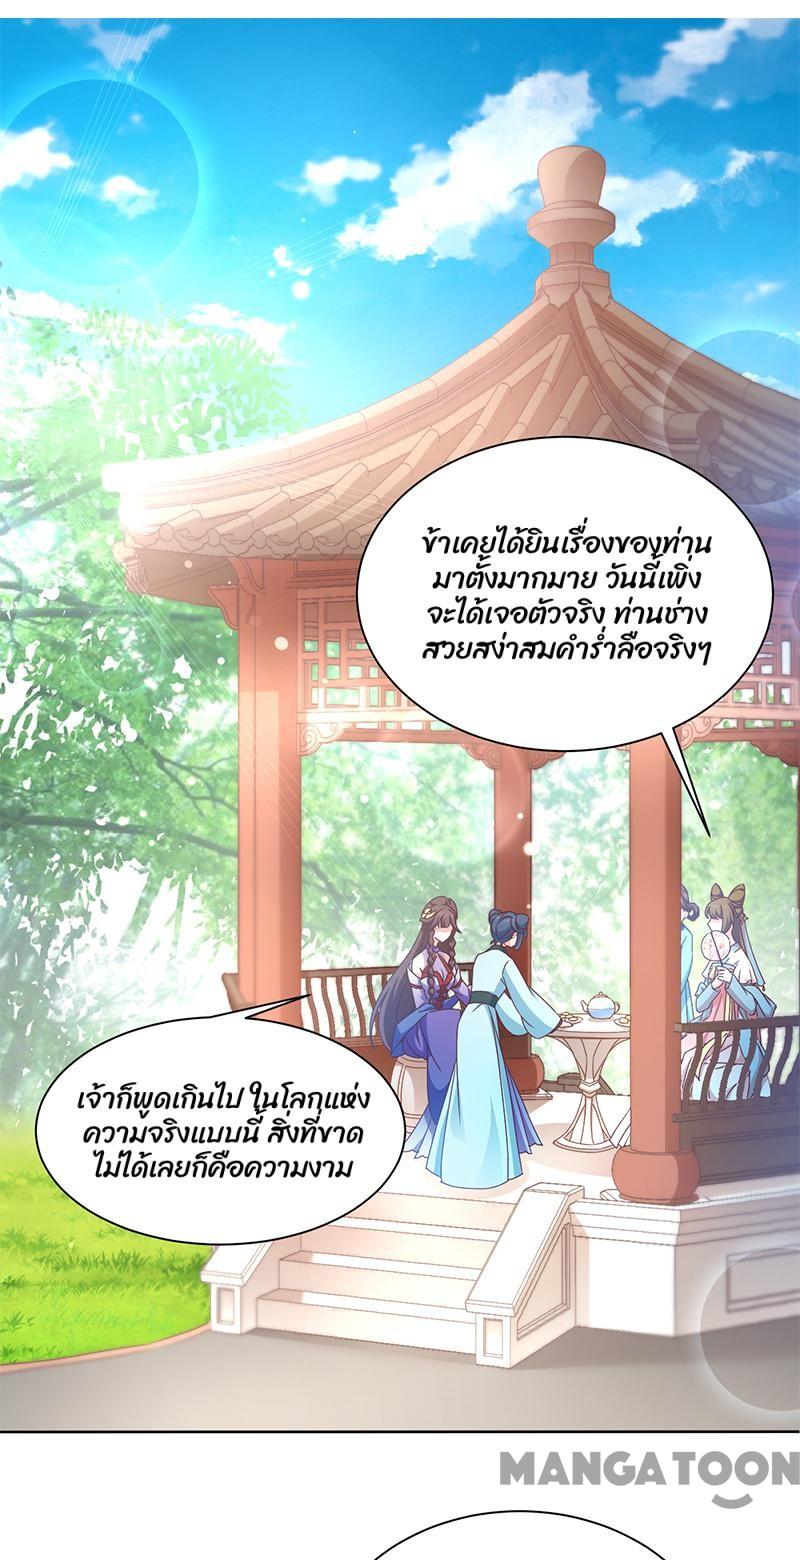 ข้าเคยได้ยินเรื่องของท่าน
มาตั้งมากมาย วันนี้เพิ่ง
จะได้เจอตัวจริง ท่านช่าง
สวยสง่าสมคำร่ำลือจริงๆ
เจ้าก็พูดเกินไป ในโลกแห่ง
ความจริงแบบนี้ สิ่งที่ขาด
ไม่ได้เลยก็คือความงาม
MANGATOON